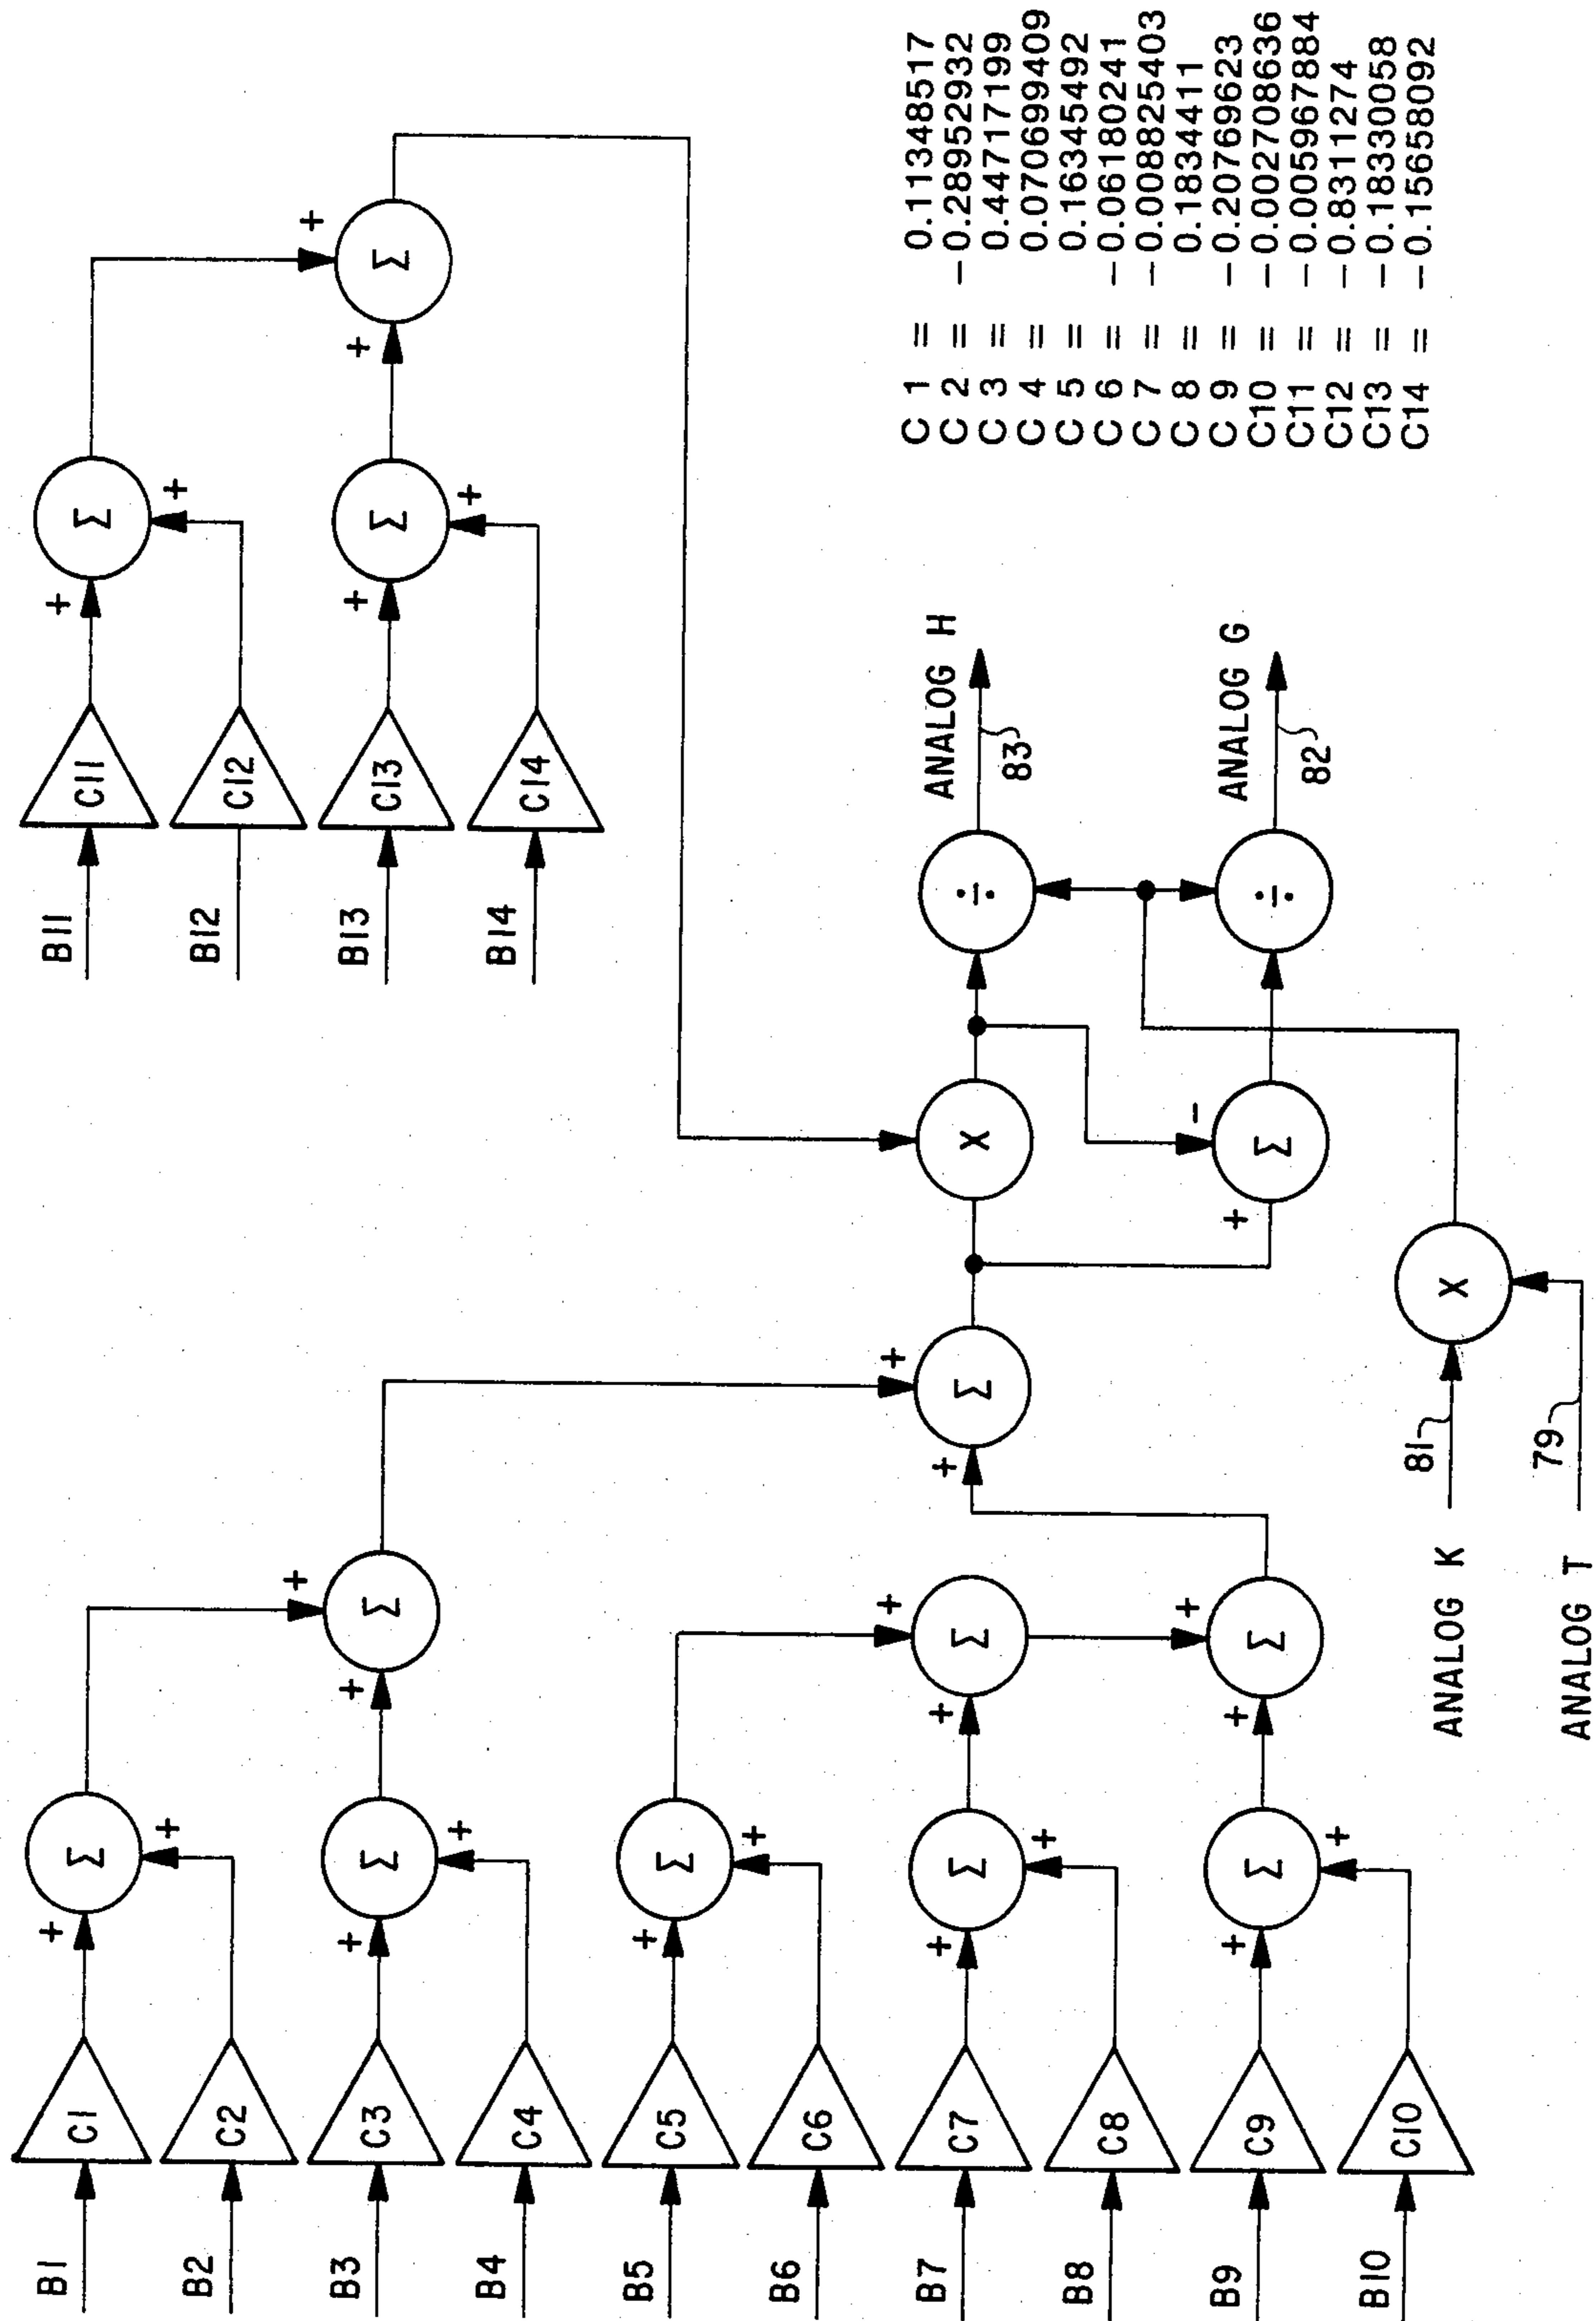 B1 C1 + Σ +
B2 C2 +
B3 C3 + Σ + Σ
B4 C4 +
B5 C5 + Σ +
B6 C6 +
B7 C7 + Σ + Σ
B8 C8 +
B9 C9 + Σ + Σ
B10 C10 +
+ Σ X ÷
+ Σ - ÷
B11 C11 + Σ +
B12 C12 +
B13 C13 + Σ + Σ
B14 C14 +
ANALOG H
83
ANALOG G
82
ANALOG K
81
X
ANALOG T
79
C 1 = 0.11348517
C 2 = -0.28952932
C 3 = 0.44717199
C 4 = 0.070699409
C 5 = 0.16345492
C 6 = -0.06180241
C 7 = -0.008825403
C 8 = 0.1834411
C 9 = -0.20769623
C10 = -0.002708636
C11 = -0.005967884
C12 = -0.8311274
C13 = -0.18330058
C14 = -0.15658092